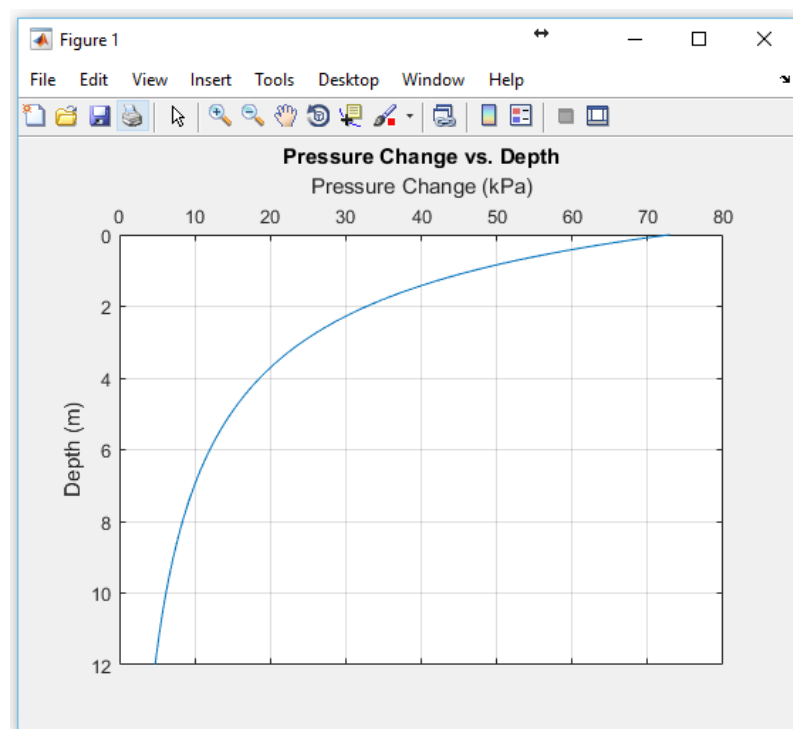 Figure 1
File Edit View Insert Tools Desktop Window Help
Pressure Change vs. Depth
Pressure Change (kPa)
0 10 20 30 40 50 60 70 80
0
2
4
6
8
10
12
Depth (m)